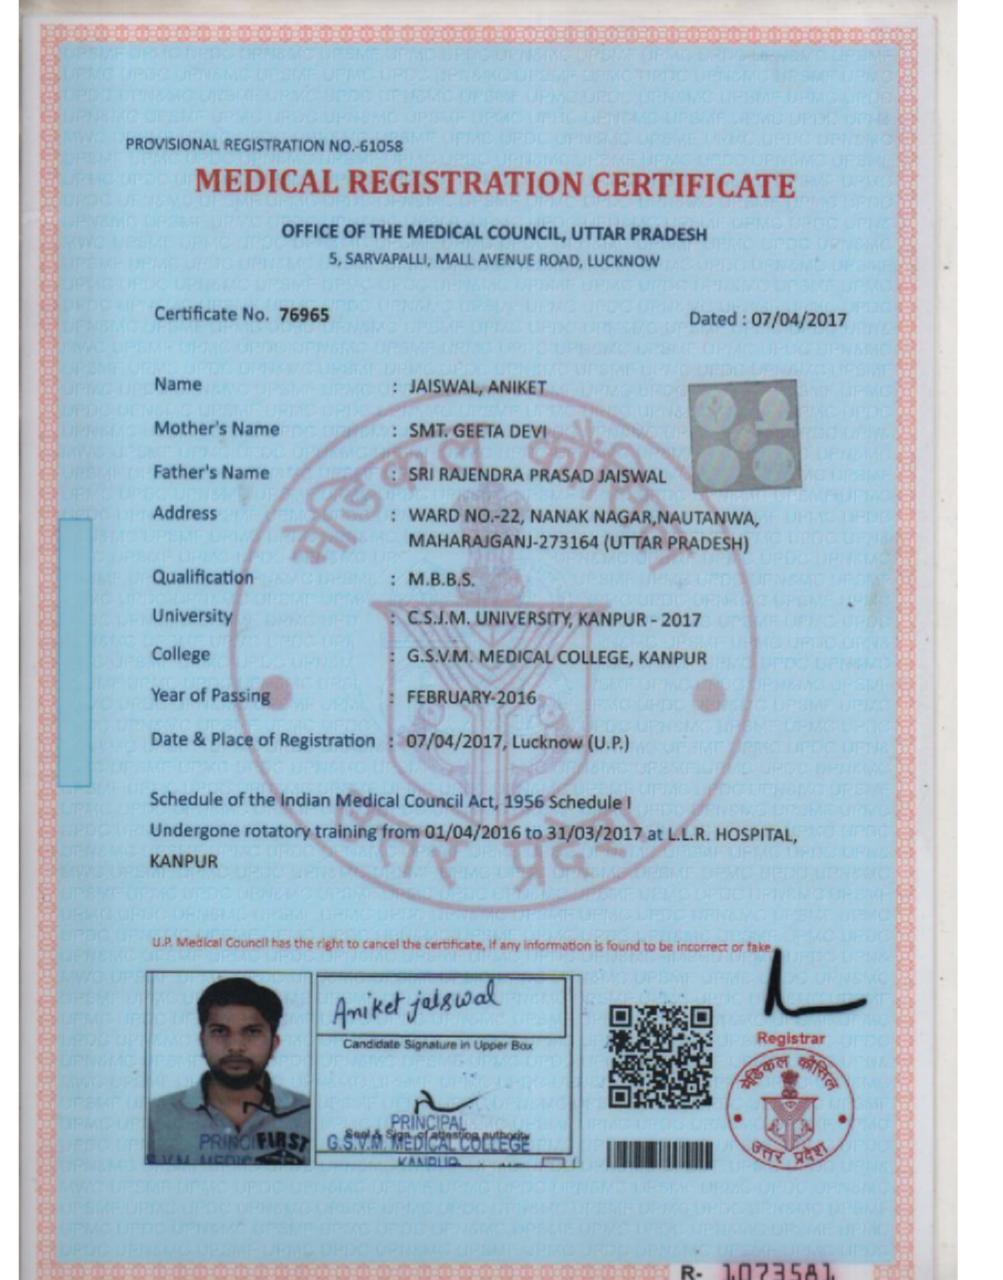 PROVISIONAL REGISTRATION NO.-61058
MEDICAL REGISTRATION CERTIFICATE
OFFICE OF THE MEDICAL COUNCIL, UTTAR PRADESH
5, SARVAPALLI, MALL AVENUE ROAD, LUCKNOW
Certificate No. 76965 Dated : 07/04/2017
Name : JAISWAL, ANIKET
Mother's Name : SMT. GEETA DEVI
Father's Name : SRI RAJENDRA PRASAD JAISWAL
Address : WARD NO.-22, NANAK NAGAR,NAUTANWA,
MAHARAJGANJ-273164 (UTTAR PRADESH)
Qualification : M.B.B.S.
University : C.S.J.M. UNIVERSITY, KANPUR - 2017
College : G.S.V.M. MEDICAL COLLEGE, KANPUR
Year of Passing : FEBRUARY-2016
Date & Place of Registration : 07/04/2017, Lucknow (U.P.)
Schedule of the Indian Medical Council Act, 1956 Schedule I
Undergone rotatory training from 01/04/2016 to 31/03/2017 at L.L.R. HOSPITAL,
KANPUR
मेडिकल कौंसिल
उत्तर प्रदेश
U.P. Medical Council has the right to cancel the certificate, if any information is found to be incorrect or fake
Aniket jaiswal
Candidate Signature in Upper Box
PRINCIPAL
Seal & Sign. of attesting authority
G.S.V.M. MEDICAL COLLEGE
KANPUR
FIRST
Registrar
मेडिकल कौंसिल
उत्तर प्रदेश
R- 1073581